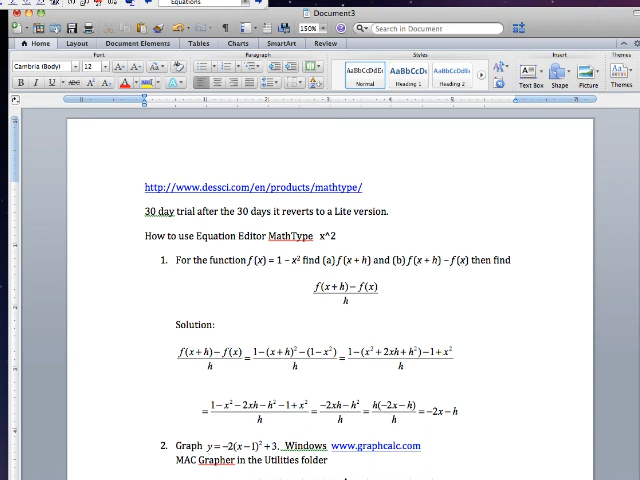 Equations
Document3
150%
Search in Document
Home Layout Document Elements Tables Charts SmartArt Review
Font Paragraph Styles Insert Themes
Cambria (Body) 12
AaBbCcDdEe AaBbCcDc AaBbCcDdEe
Normal Heading 1 Heading 2 Text Box Shape Picture Themes
http://www.dessci.com/en/products/mathtype/
30 day trial after the 30 days it reverts to a Lite version.
How to use Equation Editor MathType x^2
1. For the function f (x) = 1 – x² find (a) f (x + h) and (b) f (x + h) – f (x) then find
f(x+h)−f(x)
h
Solution:
f(x+h)−f(x) / h = 1−(x+h)²−(1−x²) / h = 1−(x²+2xh+h²)−1+x² / h
= 1−x²−2xh−h²−1+x² / h = −2xh−h² / h = h(−2x−h) / h = −2x−h
2. Graph y=−2(x−1)²+3. Windows www.graphcalc.com
MAC Grapher in the Utilities folder